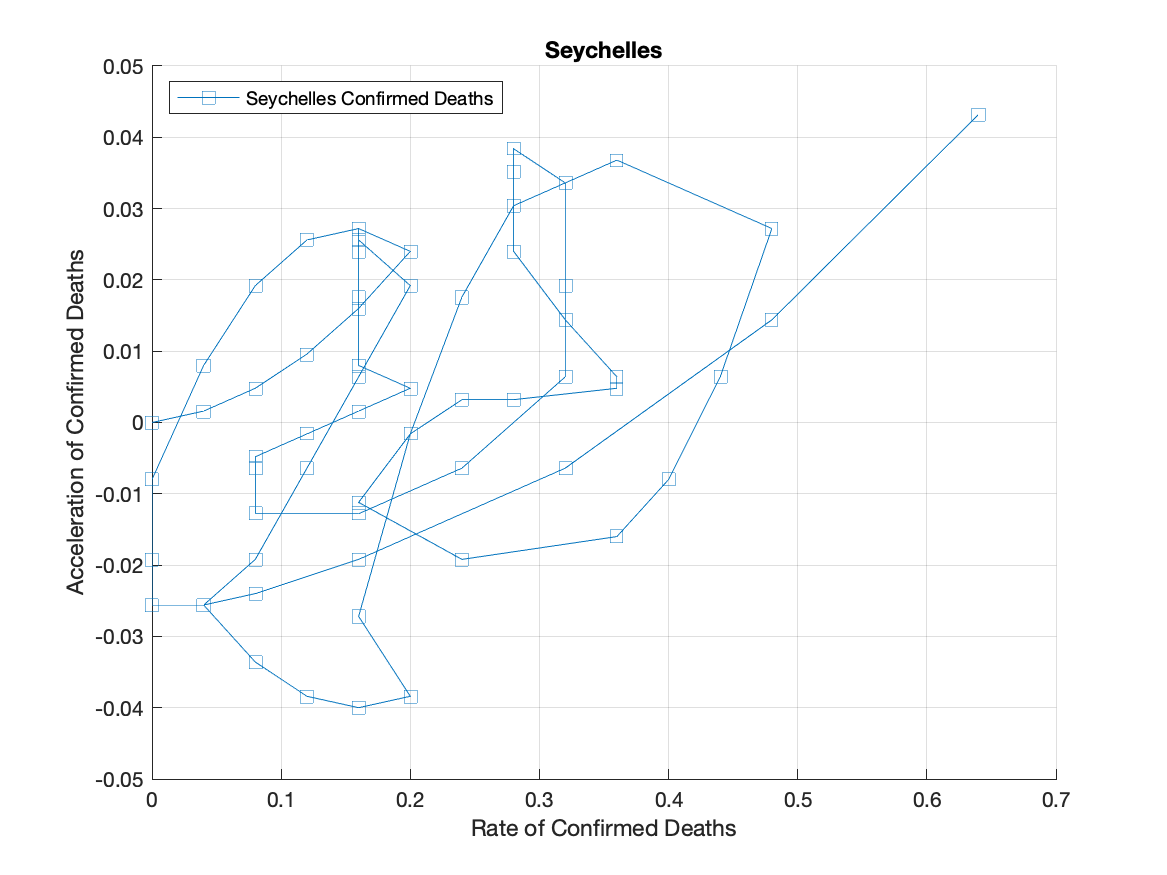 Seychelles
Seychelles Confirmed Deaths
0.05
0.04
0.03
0.02
0.01
0
-0.01
-0.02
-0.03
-0.04
-0.05
Acceleration of Confirmed Deaths
0 0.1 0.2 0.3 0.4 0.5 0.6 0.7
Rate of Confirmed Deaths